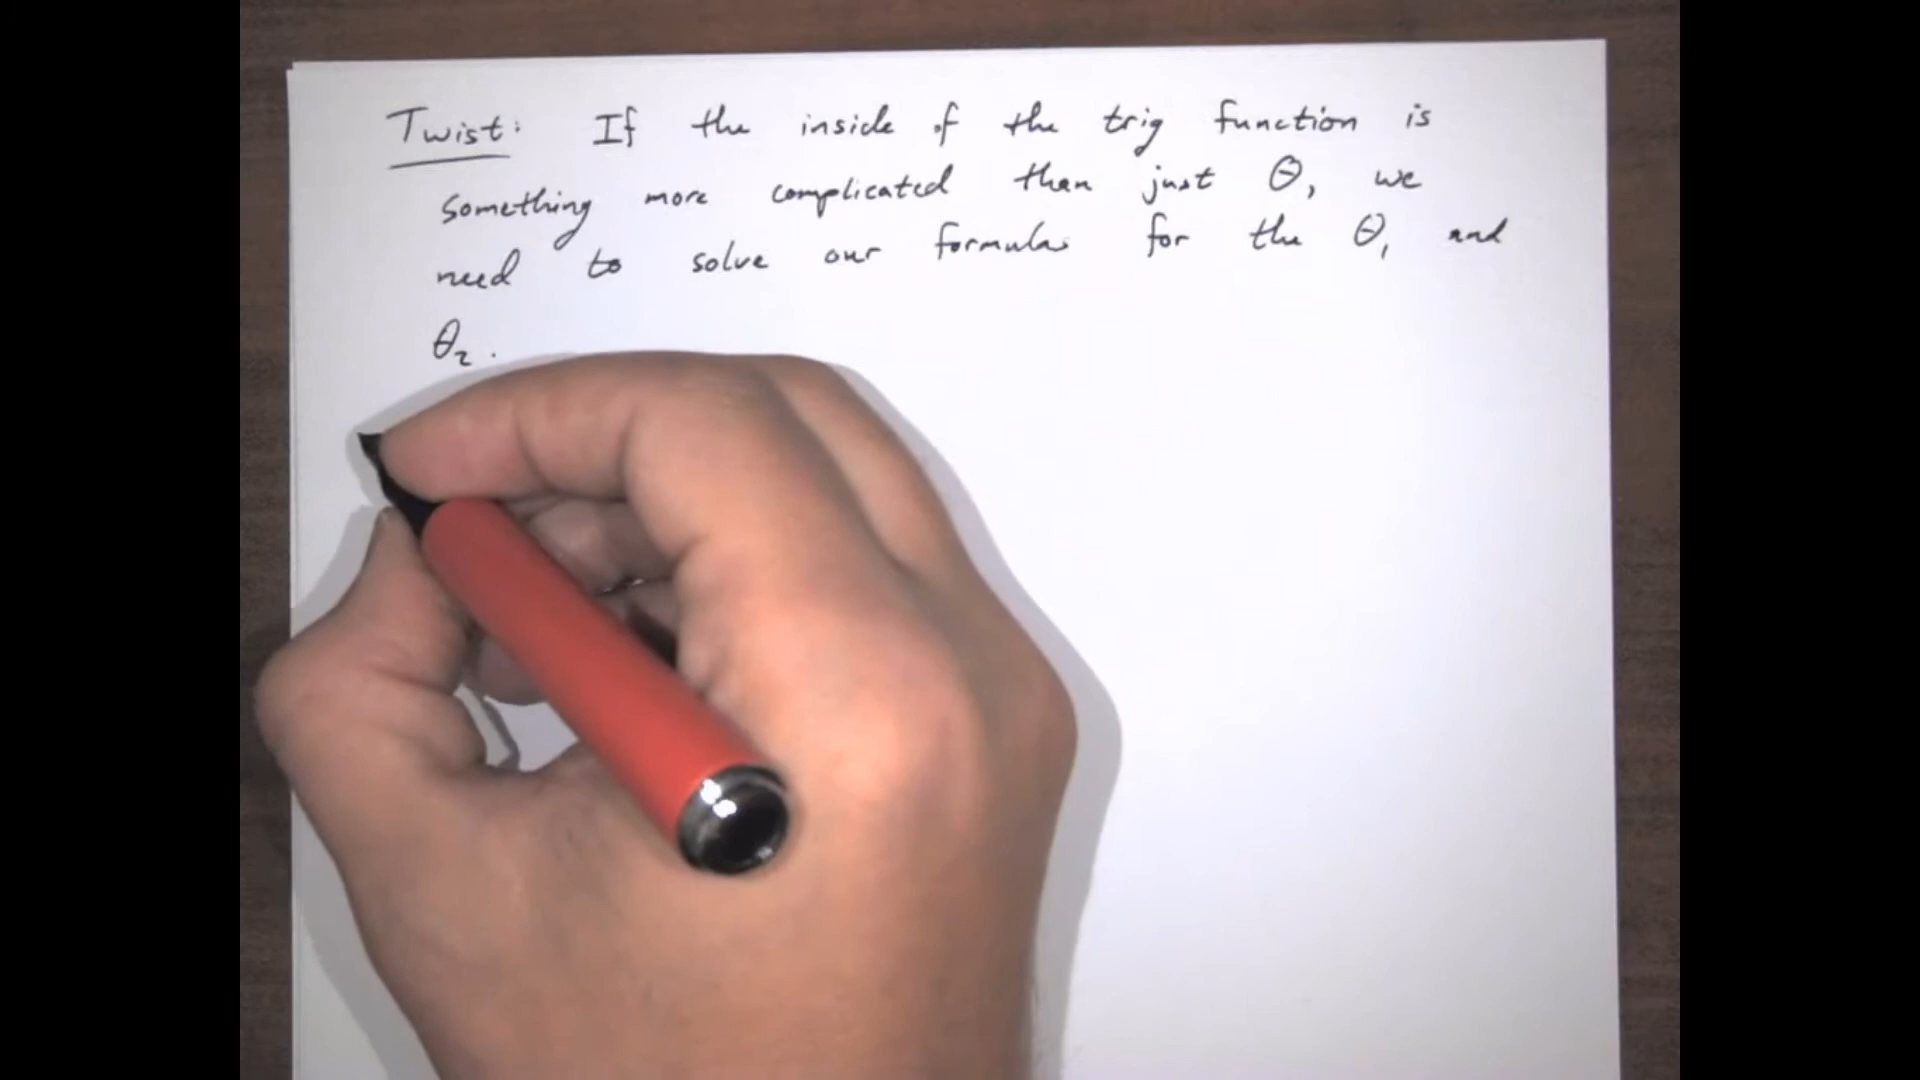 Twist: If the inside of the trig function is
something more complicated than just θ, we
need to solve our formulas for the θ₁ and
θ₂.